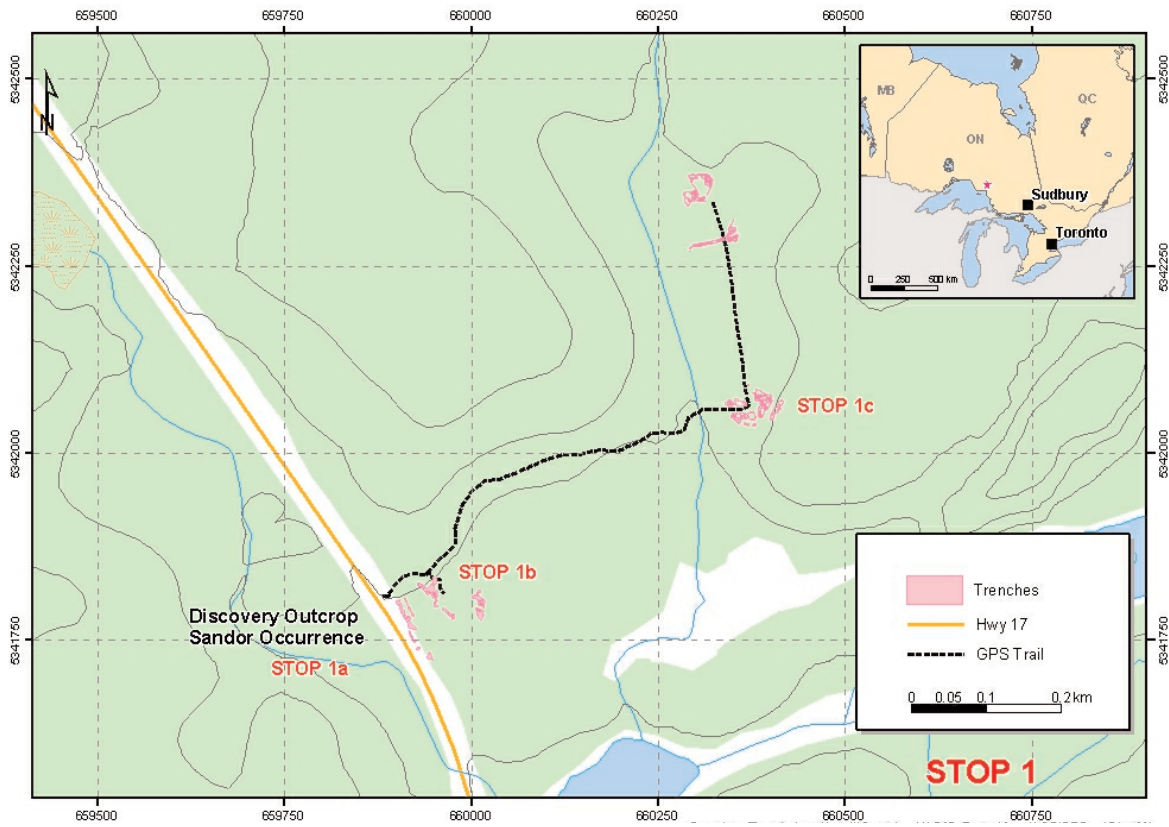 659500 659750 660000 660250 660500 660750
5342500
5342500
5342250
5342250
5342000
5342000
5341750
5341750
N
MB
QC
ON
Sudbury
Toronto
0 250 500 km
STOP 1c
STOP 1b
Discovery Outcrop
Sandor Occurrence
STOP 1a
Trenches
Hwy 17
GPS Trail
0 0.05 0.1 0.2 km
STOP 1
659500 659750 660000 660250 660500 660750